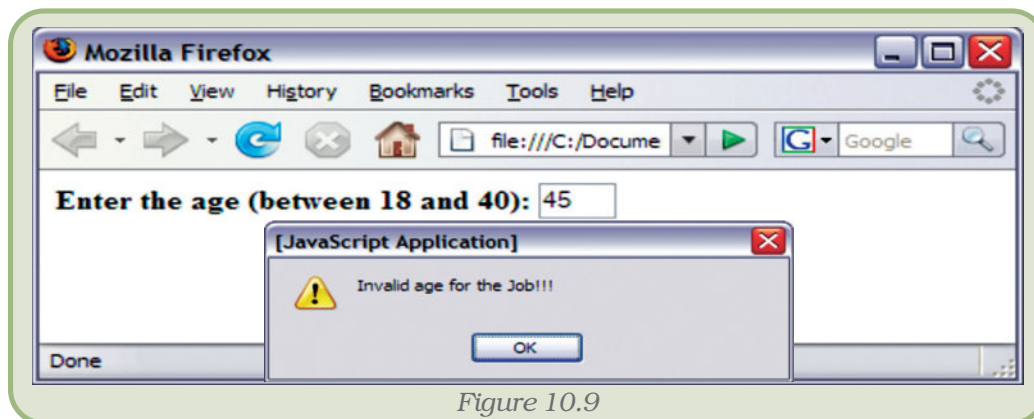 Mozilla Firefox
File Edit View History Bookmarks Tools Help
file:///C:/Docume G Google
Enter the age (between 18 and 40): 45
[JavaScript Application]
Invalid age for the Job!!!
OK
Done
Figure 10.9